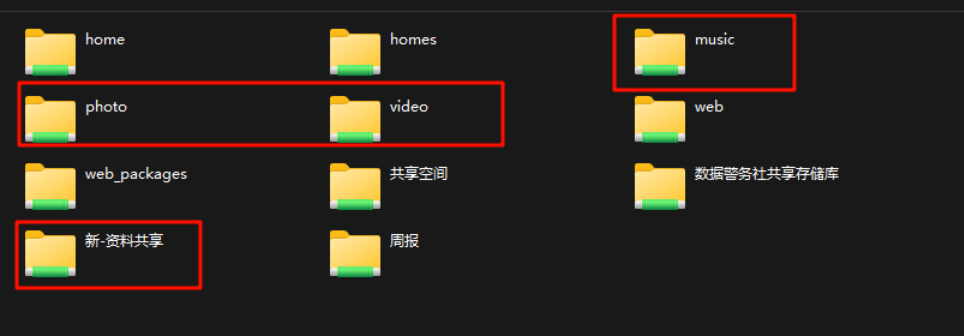 home
homes
music
photo
video
web
web_packages
共享空间
数据警务社共享存储库
新-资料共享
周报